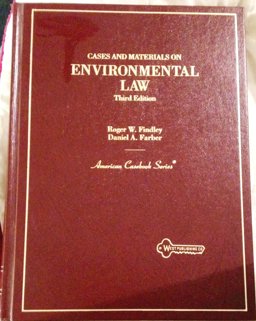 CASES AND MATERIALS ON
ENVIRONMENTAL
LAW
Third Edition
Roger W. Findley
Daniel A. Farber
American Casebook Series®
WEST PUBLISHING CO